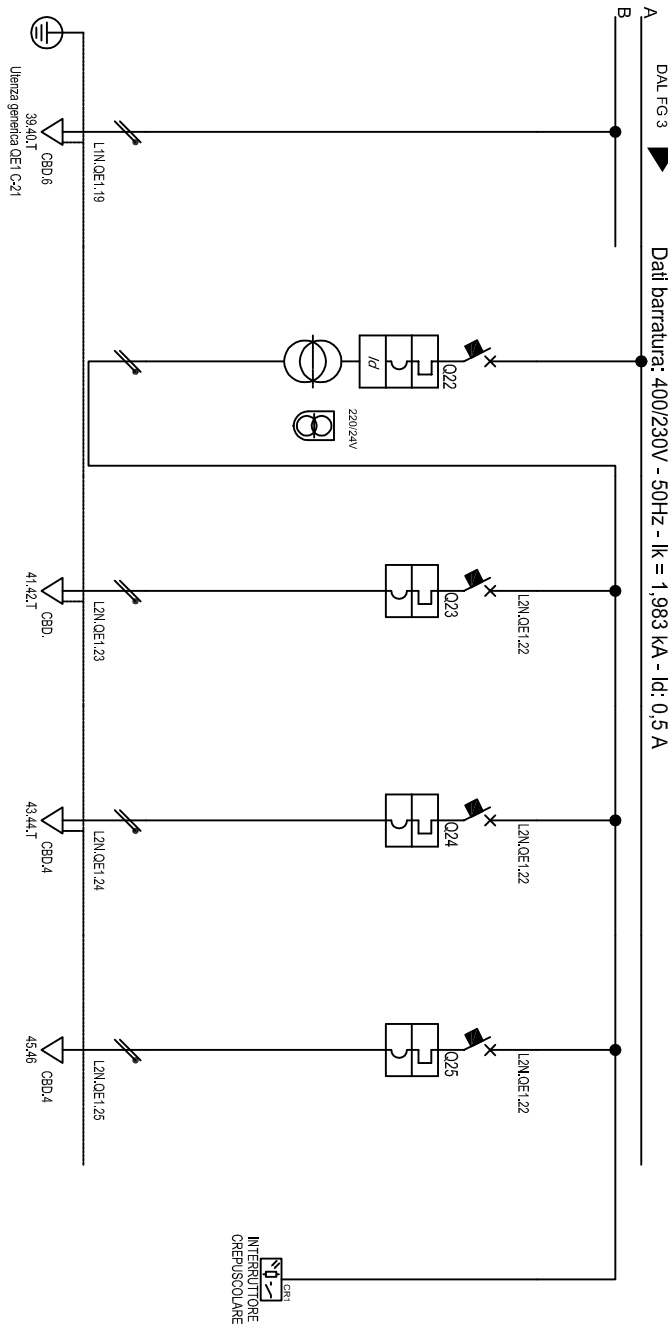 A
DAL FG 3
B
Dati barratura: 400/230V - 50Hz - Ik = 1,983 kA - Id: 0,5 A
Q22
Id
220/24V
L2N.QE1.22
Q23
L2N.QE1.22
Q24
L2N.QE1.22
Q25
CR1
INTERRUTTORE
CREPUSCOLARE
L1N.QE1.19
CBD.6
39.40.T
Utenza generica QE1 C-21
L2N.QE1.23
CBD.
41.42.T
L2N.QE1.24
CBD.4
43.44.T
L2N.QE1.25
CBD.4
45.46